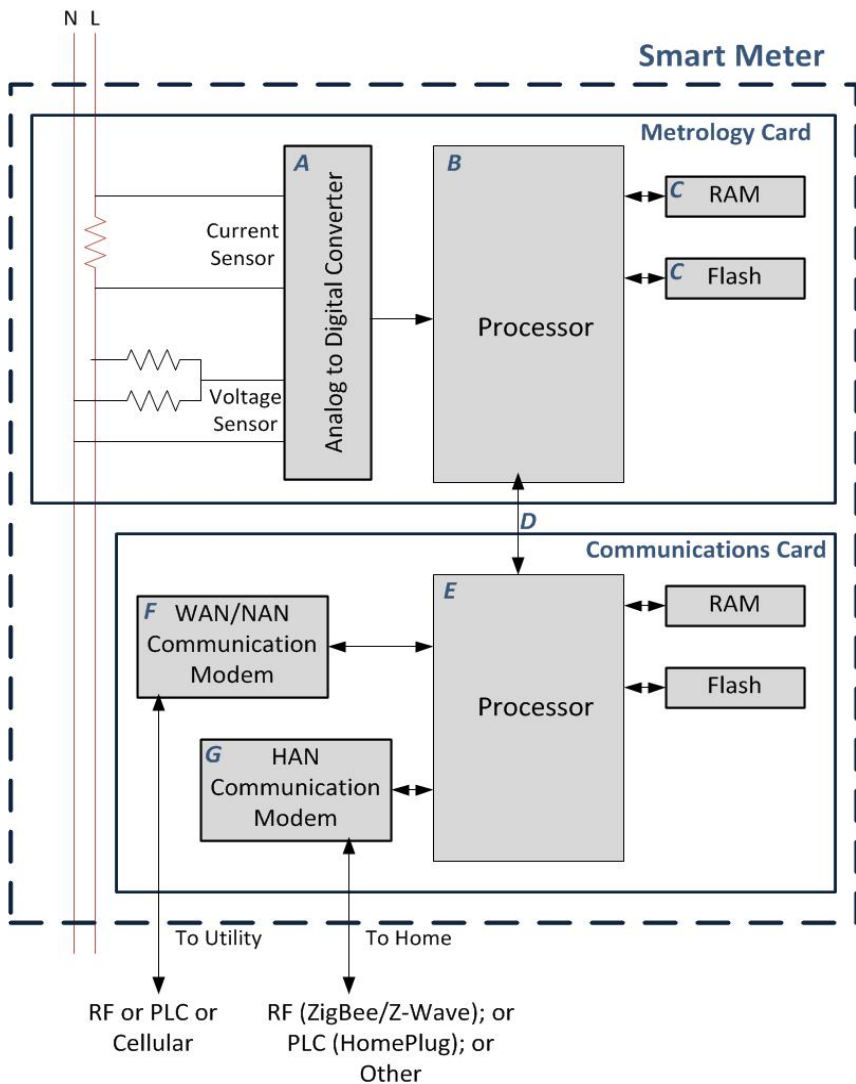 N L
Smart Meter
Metrology Card
A
Analog to Digital Converter
B
Processor
C RAM
C Flash
Current
Sensor
Voltage
Sensor
D
Communications Card
E
Processor
RAM
Flash
F WAN/NAN
Communication
Modem
G HAN
Communication
Modem
To Utility
To Home
RF or PLC or
Cellular
RF (ZigBee/Z-Wave); or
PLC (HomePlug); or
Other